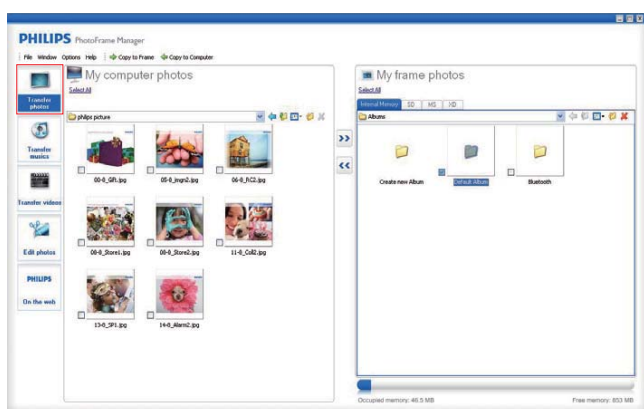 PHILIPS PhotoFrame Manager
File Window Options Help Copy to Frame Copy to Computer
Transfer photos
Transfer musics
Transfer videos
Edit photos
PHILIPS
On the web
My computer photos
Select All
philips picture
00-0_Gift.jpg 05-0_imgn2.jpg 06-0_RC2.jpg
08-0_Store1.jpg 08-0_Store2.jpg 11-0_Coll2.jpg
13-0_SP1.jpg 14-0_Alarm2.jpg
My frame photos
Select All
Internal Memory SD MS XD
Albums
Create new Album Default Album Bluetooth
Occupied memory: 46.5 MB Free memory: 853 MB